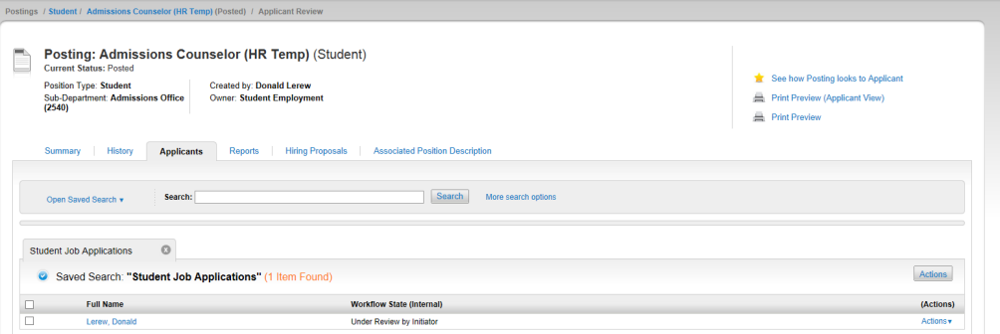 Postings / Student / Admissions Counselor (HR Temp) (Posted) / Applicant Review
Posting: Admissions Counselor (HR Temp) (Student)
Current Status: Posted
Position Type: Student
Sub-Department: Admissions Office
(2540)
Created by: Donald Lerew
Owner: Student Employment
See how Posting looks to Applicant
Print Preview (Applicant View)
Print Preview
Summary History Applicants Reports Hiring Proposals Associated Position Description
Open Saved Search ▾ Search: Search More search options
Student Job Applications
Saved Search: "Student Job Applications" (1 Item Found) Actions
Full Name Workflow State (Internal) (Actions)
Lerew, Donald Under Review by Initiator Actions ▾